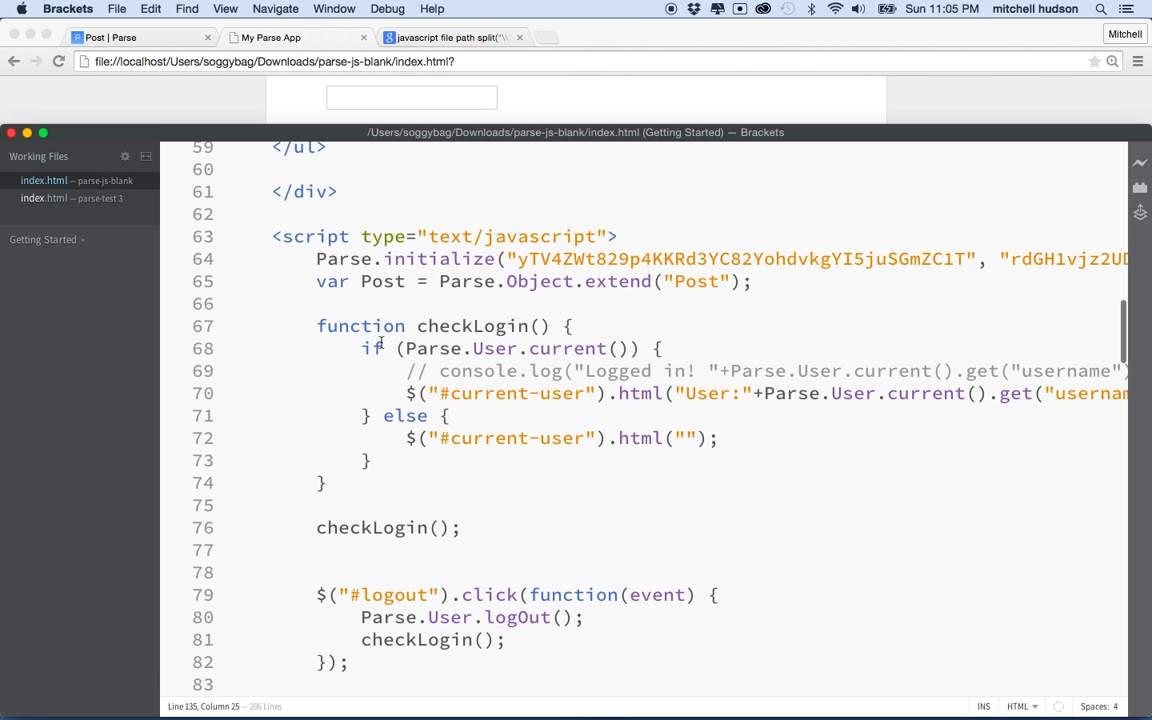 Brackets File Edit Find View Navigate Window Debug Help Sun 11:05 PM mitchell hudson
Post | Parse My Parse App javascript file path split("\\' Mitchell
file://localhost/Users/soggybag/Downloads/parse-js-blank/index.html?
/Users/soggybag/Downloads/parse-js-blank/index.html (Getting Started) — Brackets
Working Files
index.html — parse-js-blank
index.html — parse-test 3
Getting Started
59 </ul>
60
61 </div>
62
63 <script type="text/javascript">
64 Parse.initialize("yTV4ZWt829p4KKRd3YC82YohdvkgYI5juSGmZC1T", "rdGH1vjz2UD
65 var Post = Parse.Object.extend("Post");
66
67 function checkLogin() {
68 if (Parse.User.current()) {
69 // console.log("Logged in! "+Parse.User.current().get("username")
70 $("#current-user").html("User:"+Parse.User.current().get("usernam
71 } else {
72 $("#current-user").html("");
73 }
74 }
75
76 checkLogin();
77
78
79 $("#logout").click(function(event) {
80 Parse.User.logOut();
81 checkLogin();
82 });
83
Line 135, Column 25 — 206 Lines INS HTML Spaces: 4